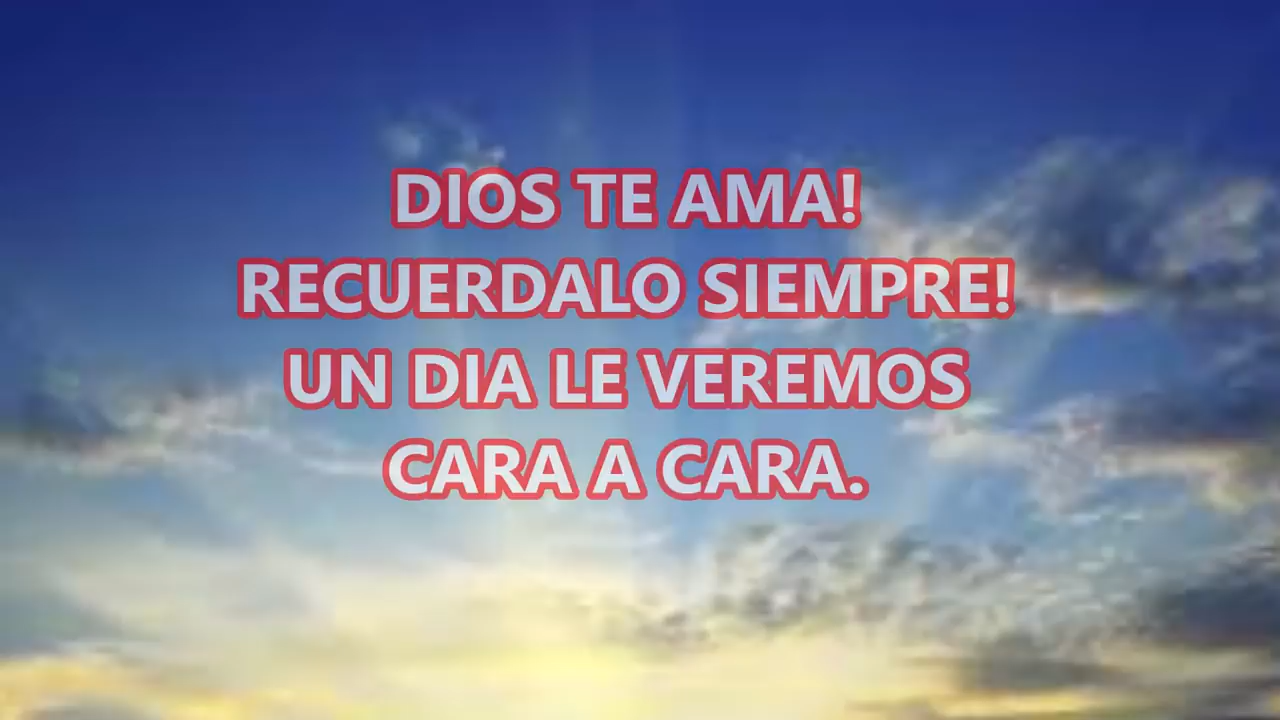 DIOS TE AMA!
RECUERDALO SIEMPRE!
UN DIA LE VEREMOS
CARA A CARA.